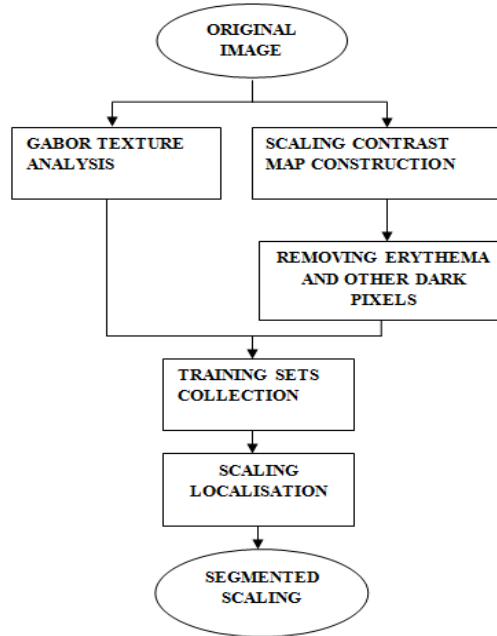 ORIGINAL
IMAGE
GABOR TEXTURE
ANALYSIS
SCALING CONTRAST
MAP CONSTRUCTION
REMOVING ERYTHEMA
AND OTHER DARK
PIXELS
TRAINING SETS
COLLECTION
SCALING
LOCALISATION
SEGMENTED
SCALING